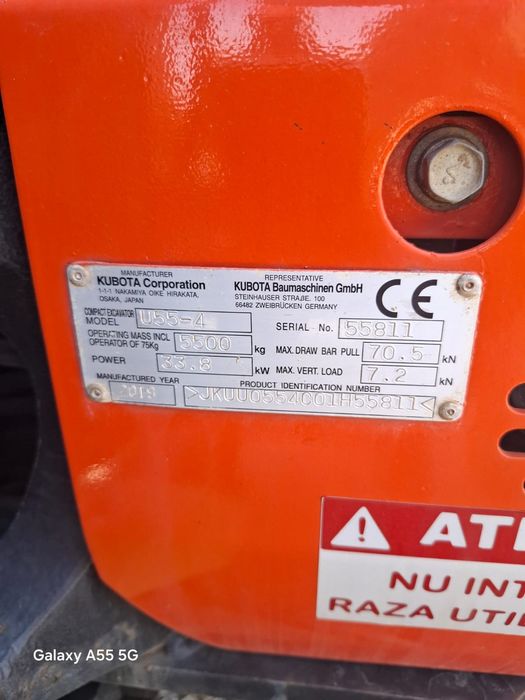 MANUFACTURER
KUBOTA Corporation
1-1-1 NAKAMIYA OIKE HIRAKATA,
OSAKA, JAPAN
REPRESENTATIVE
KUBOTA Baumaschinen GmbH
STEINHAUSER STRAßE. 100
66482 ZWEIBRÜCKEN GERMANY
CE
COMPACT EXCAVATOR
MODEL U55-4 SERIAL No. 55811
OPERATING MASS INCL
OPERATOR OF 75Kg 5500 kg MAX. DRAW BAR PULL 70.5 kN
POWER 33.8 kW MAX. VERT. LOAD 7.2 kN
MANUFACTURED YEAR PRODUCT IDENTIFICATION NUMBER
2019 >JKUU0554C01H55811<
ATE
NU INT
RAZA UTIL
Galaxy A55 5G